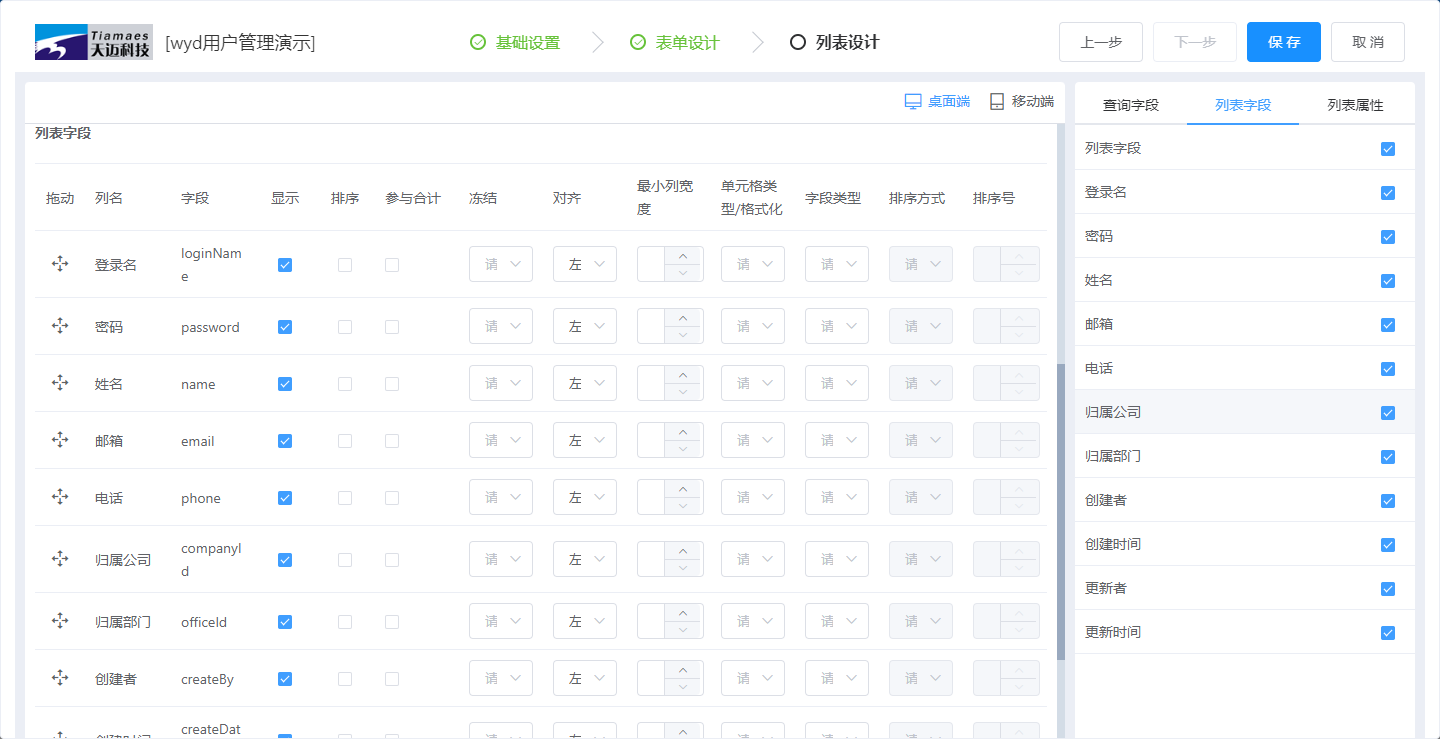 Tiamaes
天迈科技
[wyd用户管理演示]
基础设置
表单设计
列表设计
上一步
下一步
保 存
取 消
桌面端
移动端
列表字段
拖动 列名 字段 显示 排序 参与合计 冻结 对齐 最小列宽度 单元格类型/格式化 字段类型 排序方式 排序号
登录名 loginName 请 左 请 请 请
密码 password 请 左 请 请 请
姓名 name 请 左 请 请 请
邮箱 email 请 左 请 请 请
电话 phone 请 左 请 请 请
归属公司 companyId 请 左 请 请 请
归属部门 officeId 请 左 请 请 请
创建者 createBy 请 左 请 请 请
创建时间 createDat 请 左 请 请 请
查询字段 列表字段 列表属性
列表字段
登录名
密码
姓名
邮箱
电话
归属公司
归属部门
创建者
创建时间
更新者
更新时间